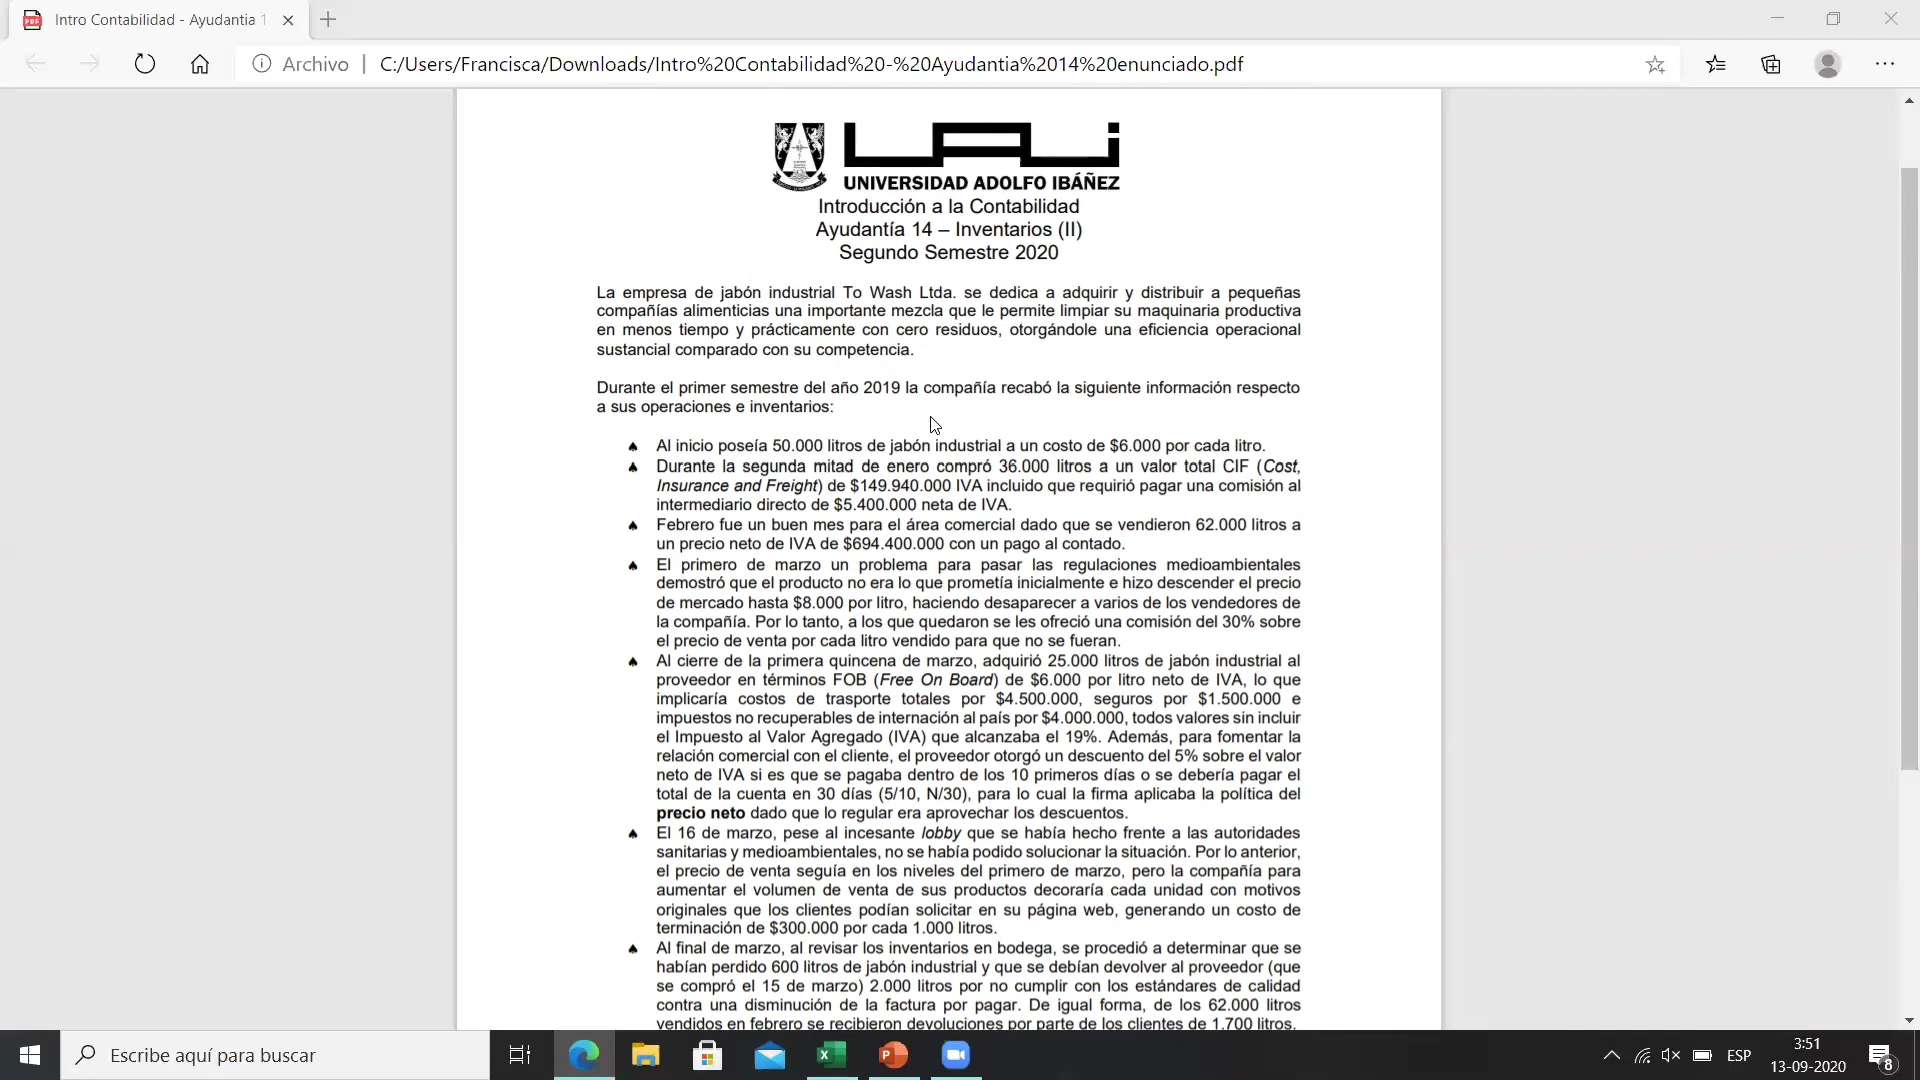 Intro Contabilidad - Ayudantia 1
Archivo | C:/Users/Francisca/Downloads/Intro%20Contabilidad%20-%20Ayudantia%2014%20enunciado.pdf
UAi
UNIVERSIDAD ADOLFO IBÁÑEZ
Introducción a la Contabilidad
Ayudantía 14 – Inventarios (II)
Segundo Semestre 2020
La empresa de jabón industrial To Wash Ltda. se dedica a adquirir y distribuir a pequeñas
compañías alimenticias una importante mezcla que le permite limpiar su maquinaria productiva
en menos tiempo y prácticamente con cero residuos, otorgándole una eficiencia operacional
sustancial comparado con su competencia.
Durante el primer semestre del año 2019 la compañía recabó la siguiente información respecto
a sus operaciones e inventarios:
♠ Al inicio poseía 50.000 litros de jabón industrial a un costo de $6.000 por cada litro.
♠ Durante la segunda mitad de enero compró 36.000 litros a un valor total CIF (Cost,
Insurance and Freight) de $149.940.000 IVA incluido que requirió pagar una comisión al
intermediario directo de $5.400.000 neta de IVA.
♠ Febrero fue un buen mes para el área comercial dado que se vendieron 62.000 litros a
un precio neto de IVA de $694.400.000 con un pago al contado.
♠ El primero de marzo un problema para pasar las regulaciones medioambientales
demostró que el producto no era lo que prometía inicialmente e hizo descender el precio
de mercado hasta $8.000 por litro, haciendo desaparecer a varios de los vendedores de
la compañía. Por lo tanto, a los que quedaron se les ofreció una comisión del 30% sobre
el precio de venta por cada litro vendido para que no se fueran.
♠ Al cierre de la primera quincena de marzo, adquirió 25.000 litros de jabón industrial al
proveedor en términos FOB (Free On Board) de $6.000 por litro neto de IVA, lo que
implicaría costos de trasporte totales por $4.500.000, seguros por $1.500.000 e
impuestos no recuperables de internación al país por $4.000.000, todos valores sin incluir
el Impuesto al Valor Agregado (IVA) que alcanzaba el 19%. Además, para fomentar la
relación comercial con el cliente, el proveedor otorgó un descuento del 5% sobre el valor
neto de IVA si es que se pagaba dentro de los 10 primeros días o se debería pagar el
total de la cuenta en 30 días (5/10, N/30), para lo cual la firma aplicaba la política del
precio neto dado que lo regular era aprovechar los descuentos.
♠ El 16 de marzo, pese al incesante lobby que se había hecho frente a las autoridades
sanitarias y medioambientales, no se había podido solucionar la situación. Por lo anterior,
el precio de venta seguía en los niveles del primero de marzo, pero la compañía para
aumentar el volumen de venta de sus productos decoraría cada unidad con motivos
originales que los clientes podían solicitar en su página web, generando un costo de
terminación de $300.000 por cada 1.000 litros.
♠ Al final de marzo, al revisar los inventarios en bodega, se procedió a determinar que se
habían perdido 600 litros de jabón industrial y que se debían devolver al proveedor (que
se compró el 15 de marzo) 2.000 litros por no cumplir con los estándares de calidad
contra una disminución de la factura por pagar. De igual forma, de los 62.000 litros
vendidos en febrero se recibieron devoluciones por parte de los clientes de 1.700 litros.
Escribe aquí para buscar
ESP
3:51
13-09-2020
8